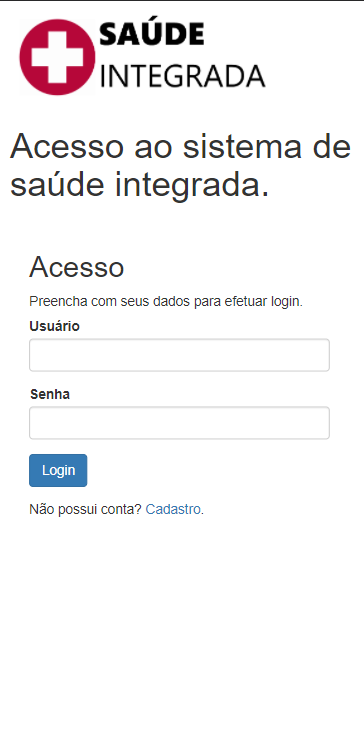 SAÚDE
INTEGRADA
Acesso ao sistema de
saúde integrada.
Acesso
Preencha com seus dados para efetuar login.
Usuário
Senha
Login
Não possui conta? Cadastro.